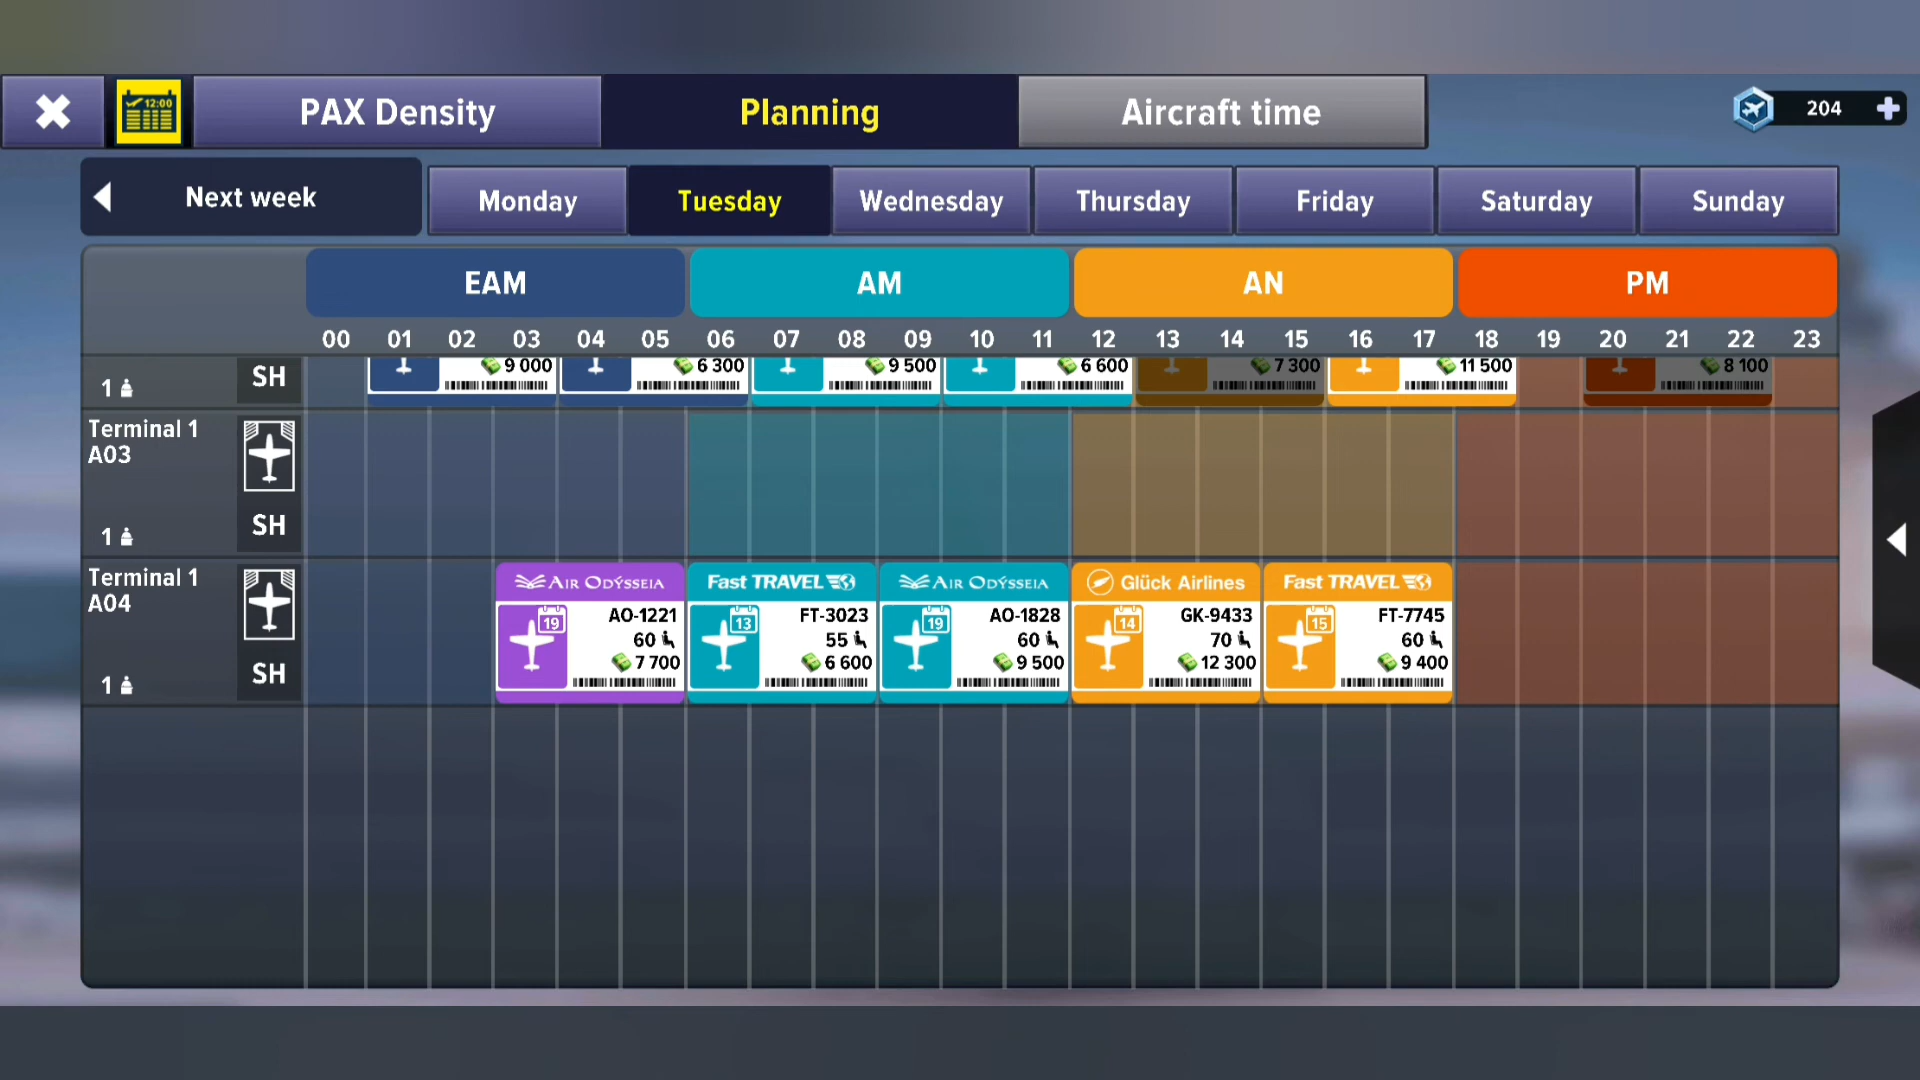 12:00
PAX Density
Planning
Aircraft time
204
Next week
Monday
Tuesday
Wednesday
Thursday
Friday
Saturday
Sunday
EAM
AM
AN
PM
00 01 02 03 04 05 06 07 08 09 10 11 12 13 14 15 16 17 18 19 20 21 22 23
9 000
6 300
9 500
6 600
7 300
11 500
8 100
1
SH
Terminal 1
A03
1
SH
Terminal 1
A04
1
SH
AIR ODÝSSEIA
19
AO-1221
60
7 700
Fast TRAVEL
13
FT-3023
55
6 600
AIR ODÝSSEIA
19
AO-1828
60
9 500
Glück Airlines
14
GK-9433
70
12 300
Fast TRAVEL
15
FT-7745
60
9 400